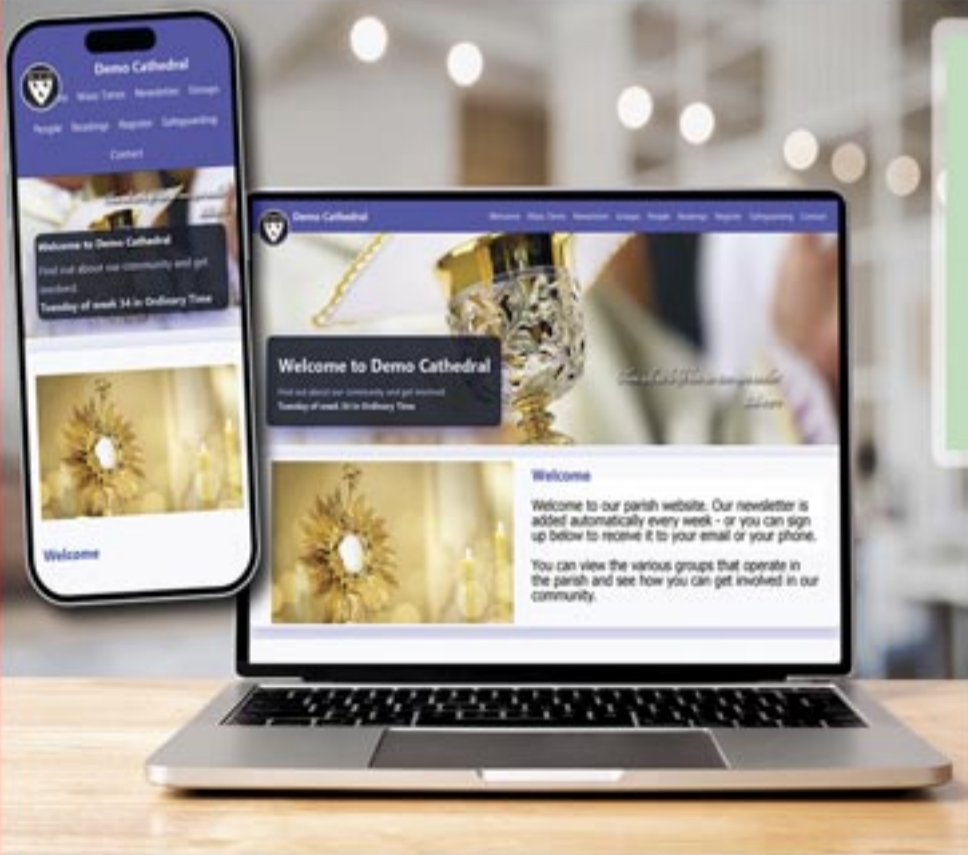 Demo Cathedral
Mass Times Newsletter Groups
People Readings Register Safeguarding
Contact
Welcome to Demo Cathedral
Find out about our community and get
involved.
Tuesday of week 34 in Ordinary Time
Welcome
Demo Cathedral
Welcome Mass Times Newsletter Groups People Readings Register Safeguarding Contact
Welcome to Demo Cathedral
Find out about our community and get involved.
Tuesday of week 34 in Ordinary Time
Welcome
Welcome to our parish website. Our newsletter is
added automatically every week - or you can sign
up below to receive it to your email or your phone.
You can view the various groups that operate in
the parish and see how you can get involved in our
community.